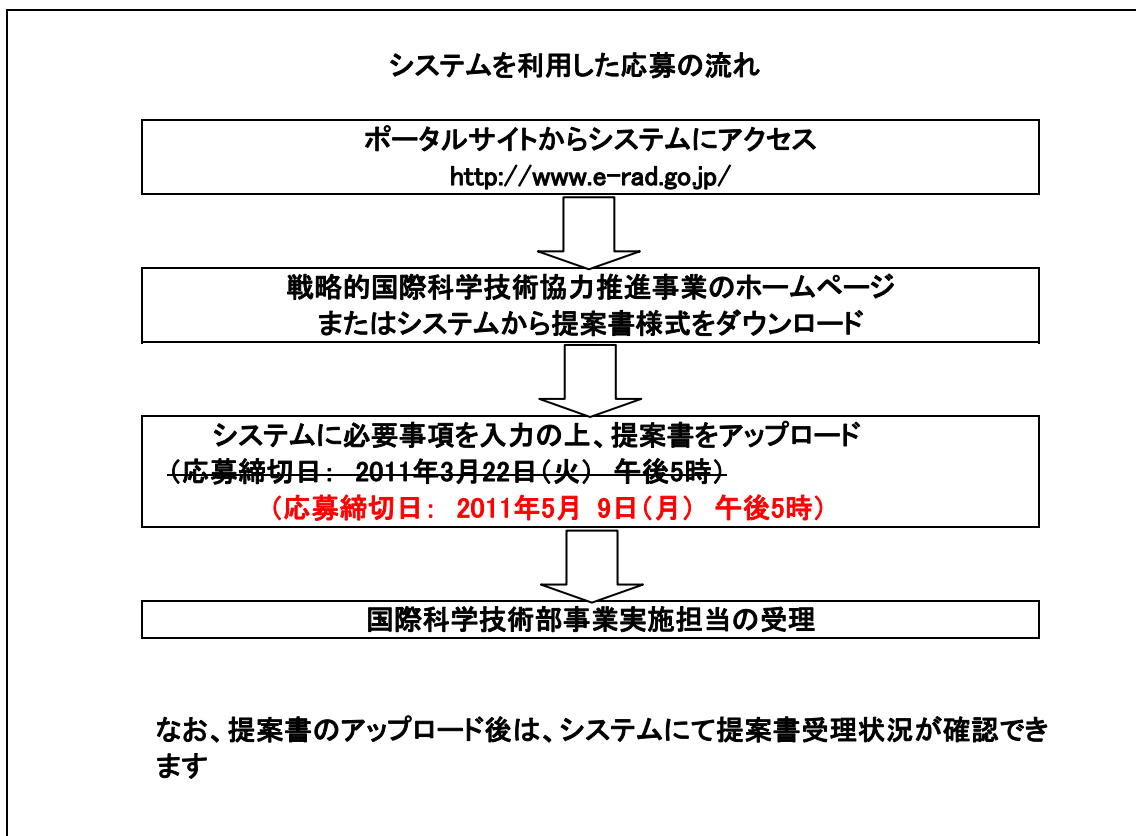 システムを利用した応募の流れ
ポータルサイトからシステムにアクセス
http://www.e-rad.go.jp/
戦略的国際科学技術協力推進事業のホームページ
またはシステムから提案書様式をダウンロード
システムに必要事項を入力の上、提案書をアップロード
（応募締切日： 2011年3月22日（火） 午後5時）
（応募締切日： 2011年5月 9日（月） 午後5時）
国際科学技術部事業実施担当の受理
なお、提案書のアップロード後は、システムにて提案書受理状況が確認でき
ます